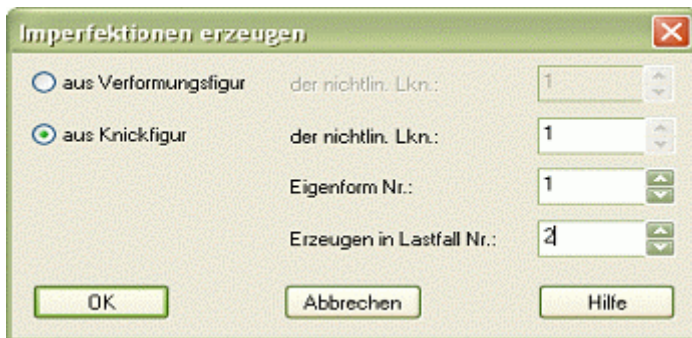 Imperfektionen erzeugen
aus Verformungsfigur der nichtlin. Lkn.: 1
aus Knickfigur der nichtlin. Lkn.: 1
Eigenform Nr.: 1
Erzeugen in Lastfall Nr.: 2
OK Abbrechen Hilfe